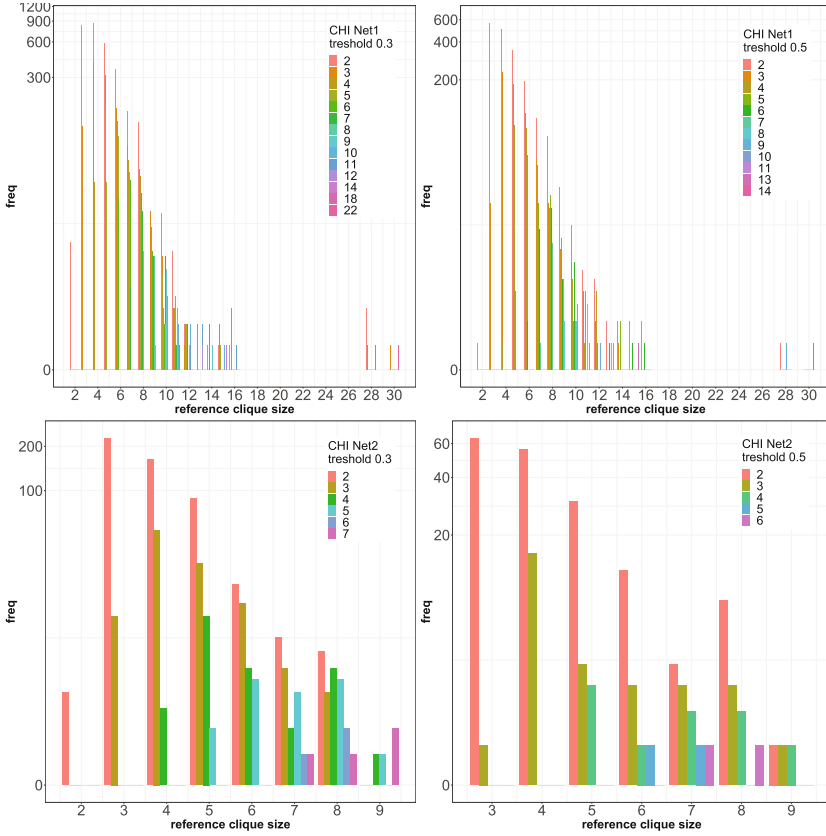 1200
900
600
300
0
freq
CHI Net1
treshold 0.3
2
3
4
5
6
7
8
9
10
11
12
14
18
22
2 4 6 8 10 12 14 16 18 20 22 24 26 28 30
reference clique size
600
400
200
0
freq
CHI Net1
treshold 0.5
2
3
4
5
6
7
8
9
10
11
13
14
2 4 6 8 10 12 14 16 18 20 22 24 26 28 30
reference clique size
200
100
0
freq
CHI Net2
treshold 0.3
2
3
4
5
6
7
2 3 4 5 6 7 8 9
reference clique size
60
40
20
0
freq
CHI Net2
treshold 0.5
2
3
4
5
6
3 4 5 6 7 8 9
reference clique size